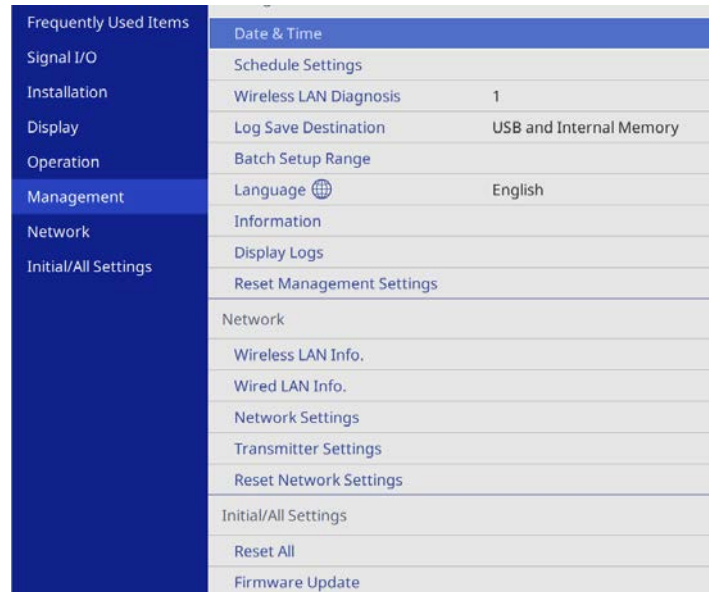 Frequently Used Items
Signal I/O
Installation
Display
Operation
Management
Network
Initial/All Settings
Date & Time
Schedule Settings
Wireless LAN Diagnosis 1
Log Save Destination USB and Internal Memory
Batch Setup Range
Language English
Information
Display Logs
Reset Management Settings
Network
Wireless LAN Info.
Wired LAN Info.
Network Settings
Transmitter Settings
Reset Network Settings
Initial/All Settings
Reset All
Firmware Update